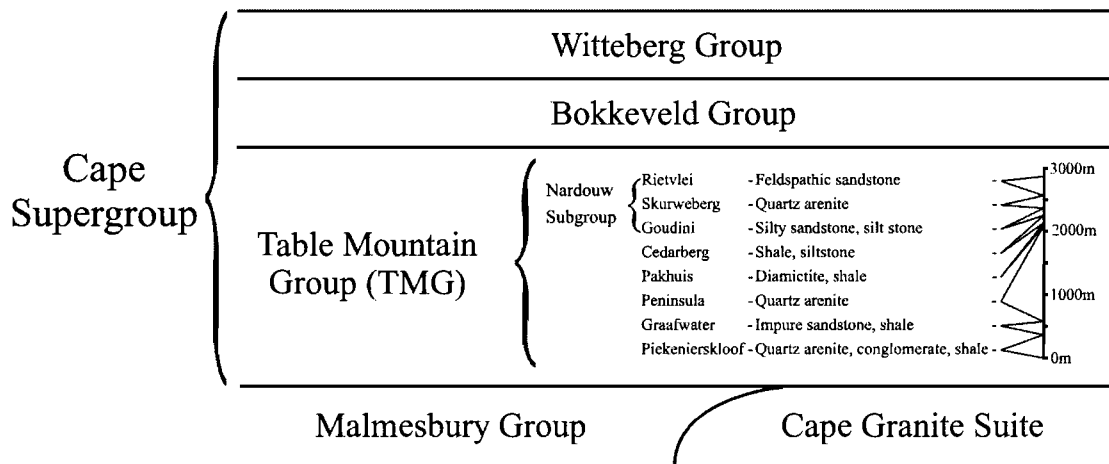 Witteberg Group
Bokkeveld Group
Cape
Supergroup
Table Mountain
Group (TMG)
Nardouw
Subgroup
Rietvlei - Feldspathic sandstone -
Skurweberg - Quartz arenite -
Goudini - Silty sandstone, silt stone -
Cedarberg - Shale, siltstone -
Pakhuis - Diamictite, shale -
Peninsula - Quartz arenite -
Graafwater - Impure sandstone, shale -
Piekenierskloof - Quartz arenite, conglomerate, shale -
3000m
2000m
1000m
0m
Malmesbury Group
Cape Granite Suite